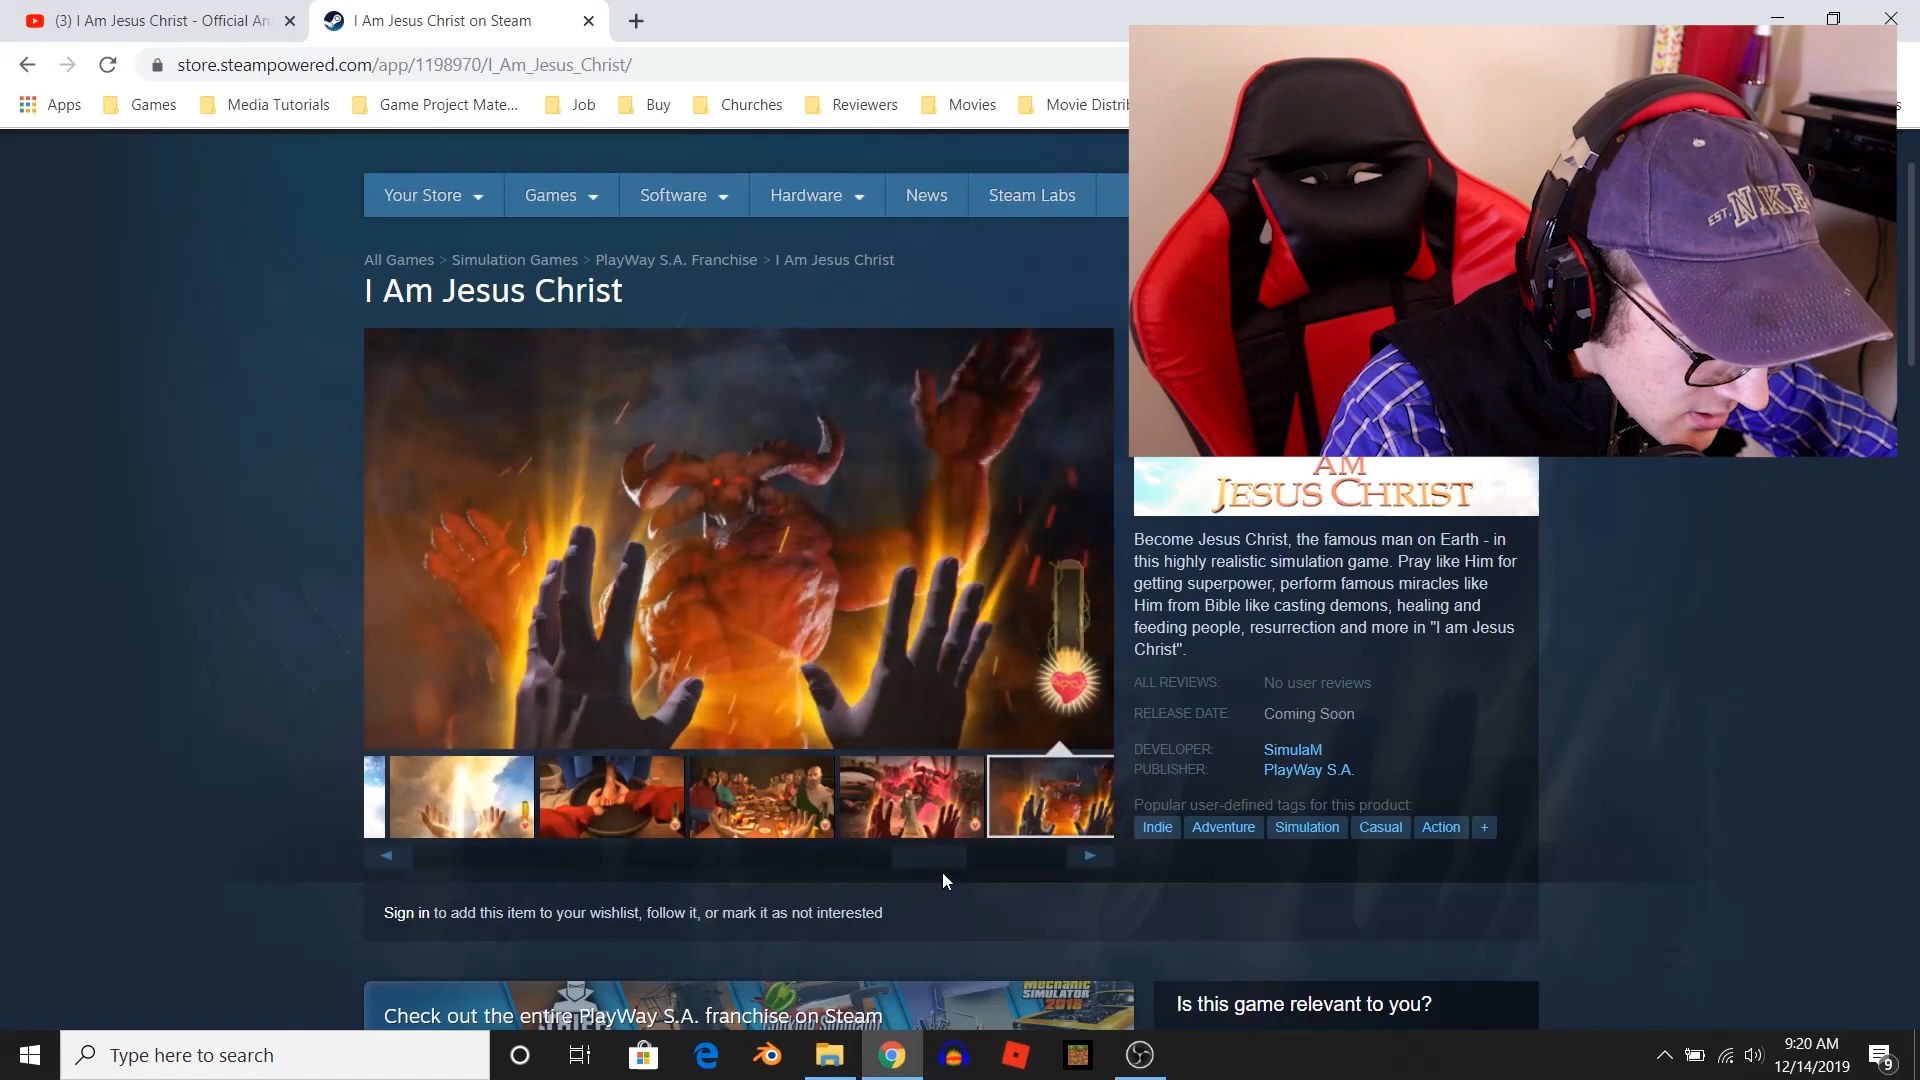 (3) I Am Jesus Christ - Official An
I Am Jesus Christ on Steam
store.steampowered.com/app/1198970/I_Am_Jesus_Christ/
Apps Games Media Tutorials Game Project Mate... Job Buy Churches Reviewers Movies Movie Distrib
Your Store Games Software Hardware News Steam Labs
All Games > Simulation Games > PlayWay S.A. Franchise > I Am Jesus Christ
I Am Jesus Christ
EST. NIKE
AM
JESUS CHRIST
Become Jesus Christ, the famous man on Earth - in
this highly realistic simulation game. Pray like Him for
getting superpower, perform famous miracles like
Him from Bible like casting demons, healing and
feeding people, resurrection and more in "I am Jesus
Christ".
ALL REVIEWS: No user reviews
RELEASE DATE: Coming Soon
DEVELOPER: SimulaM
PUBLISHER: PlayWay S.A.
Popular user-defined tags for this product:
Indie Adventure Simulation Casual Action +
Sign in to add this item to your wishlist, follow it, or mark it as not interested
MECHANIC
SIMULATOR
2018
Check out the entire PlayWay S.A. franchise on Steam
Is this game relevant to you?
Type here to search
9:20 AM
12/14/2019
9